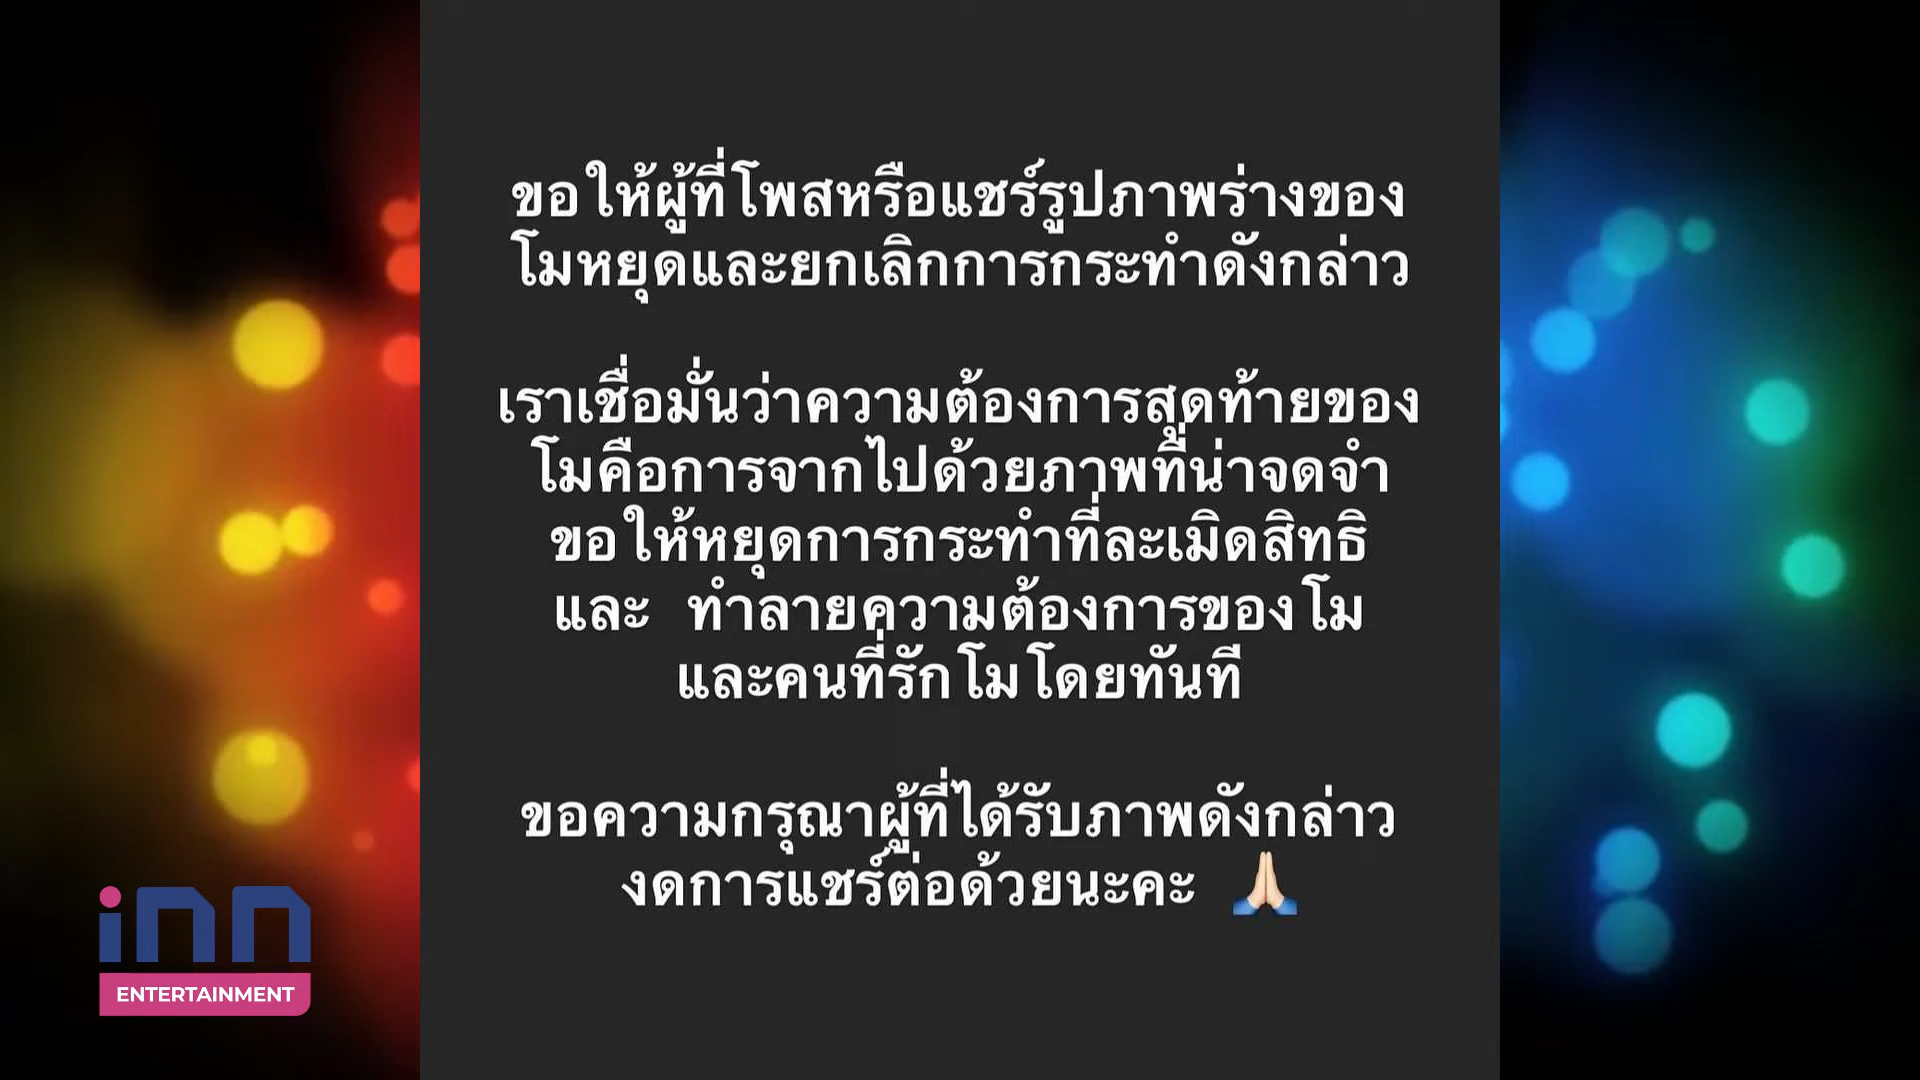 ขอให้ผู้ที่โพสหรือแชร์รูปภาพร่างของ
โมหยุดและยกเลิกการกระทำดังกล่าว
เราเชื่อมั่นว่าความต้องการสุดท้ายของ
โมคือการจากไปด้วยภาพที่น่าจดจำ
ขอให้หยุดการกระทำที่ละเมิดสิทธิ
และ ทำลายความต้องการของโม
และคนที่รักโมโดยทันที
ขอความกรุณาผู้ที่ได้รับภาพดังกล่าว
งดการแชร์ต่อด้วยนะคะ 🙏🏻
inn
ENTERTAINMENT